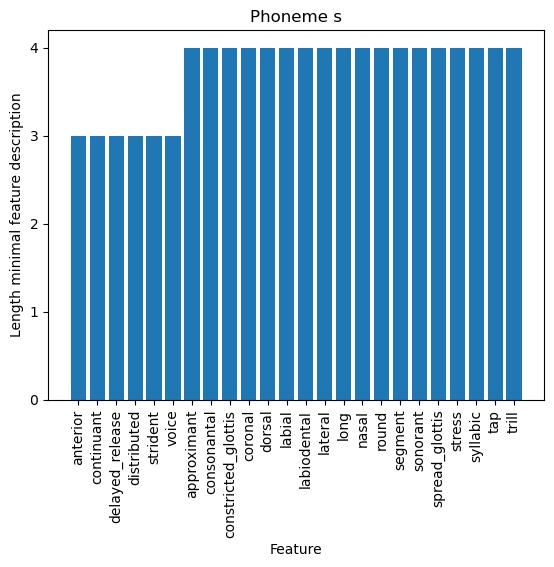 Phoneme s
Length minimal feature description
4
3
2
1
0
anterior
continuant
delayed_release
distributed
strident
voice
approximant
consonantal
constricted_glottis
coronal
dorsal
labial
labiodental
lateral
long
nasal
round
segment
sonorant
spread_glottis
stress
syllabic
tap
trill
Feature